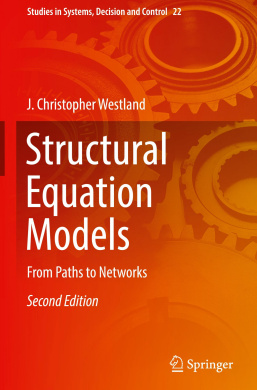 Studies in Systems, Decision and Control 22
J. Christopher Westland
Structural
Equation
Models
From Paths to Networks
Second Edition
Springer